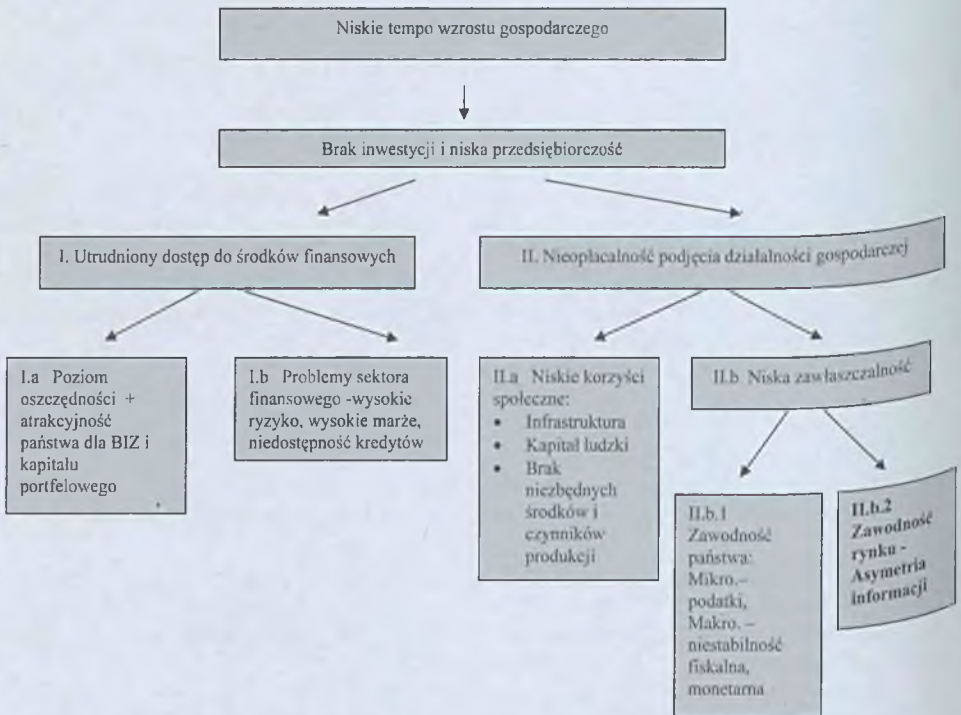 Niskie tempo wzrostu gospodarczego
Brak inwestycji i niska przedsiębiorczość
I. Utrudniony dostęp do środków finansowych
II. Nieopłacalność podjęcia działalności gospodarczej
I.a Poziom
oszczędności +
atrakcyjność
państwa dla BIZ i
kapitału
portfelowego
I.b Problemy sektora
finansowego -wysokie
ryzyko, wysokie marże,
niedostępność kredytów
II.a Niskie korzyści
społeczne:
• Infrastruktura
• Kapitał ludzki
• Brak
niezbędnych
środków i
czynników
produkcji
II.b Niska zawłaszczalność
II.b.1
Zawodność
państwa:
Mikro.–
podatki,
Makro. –
niestabilność
fiskalna,
monetarna
II.b.2
Zawodność
rynku -
Asymetria
informacji